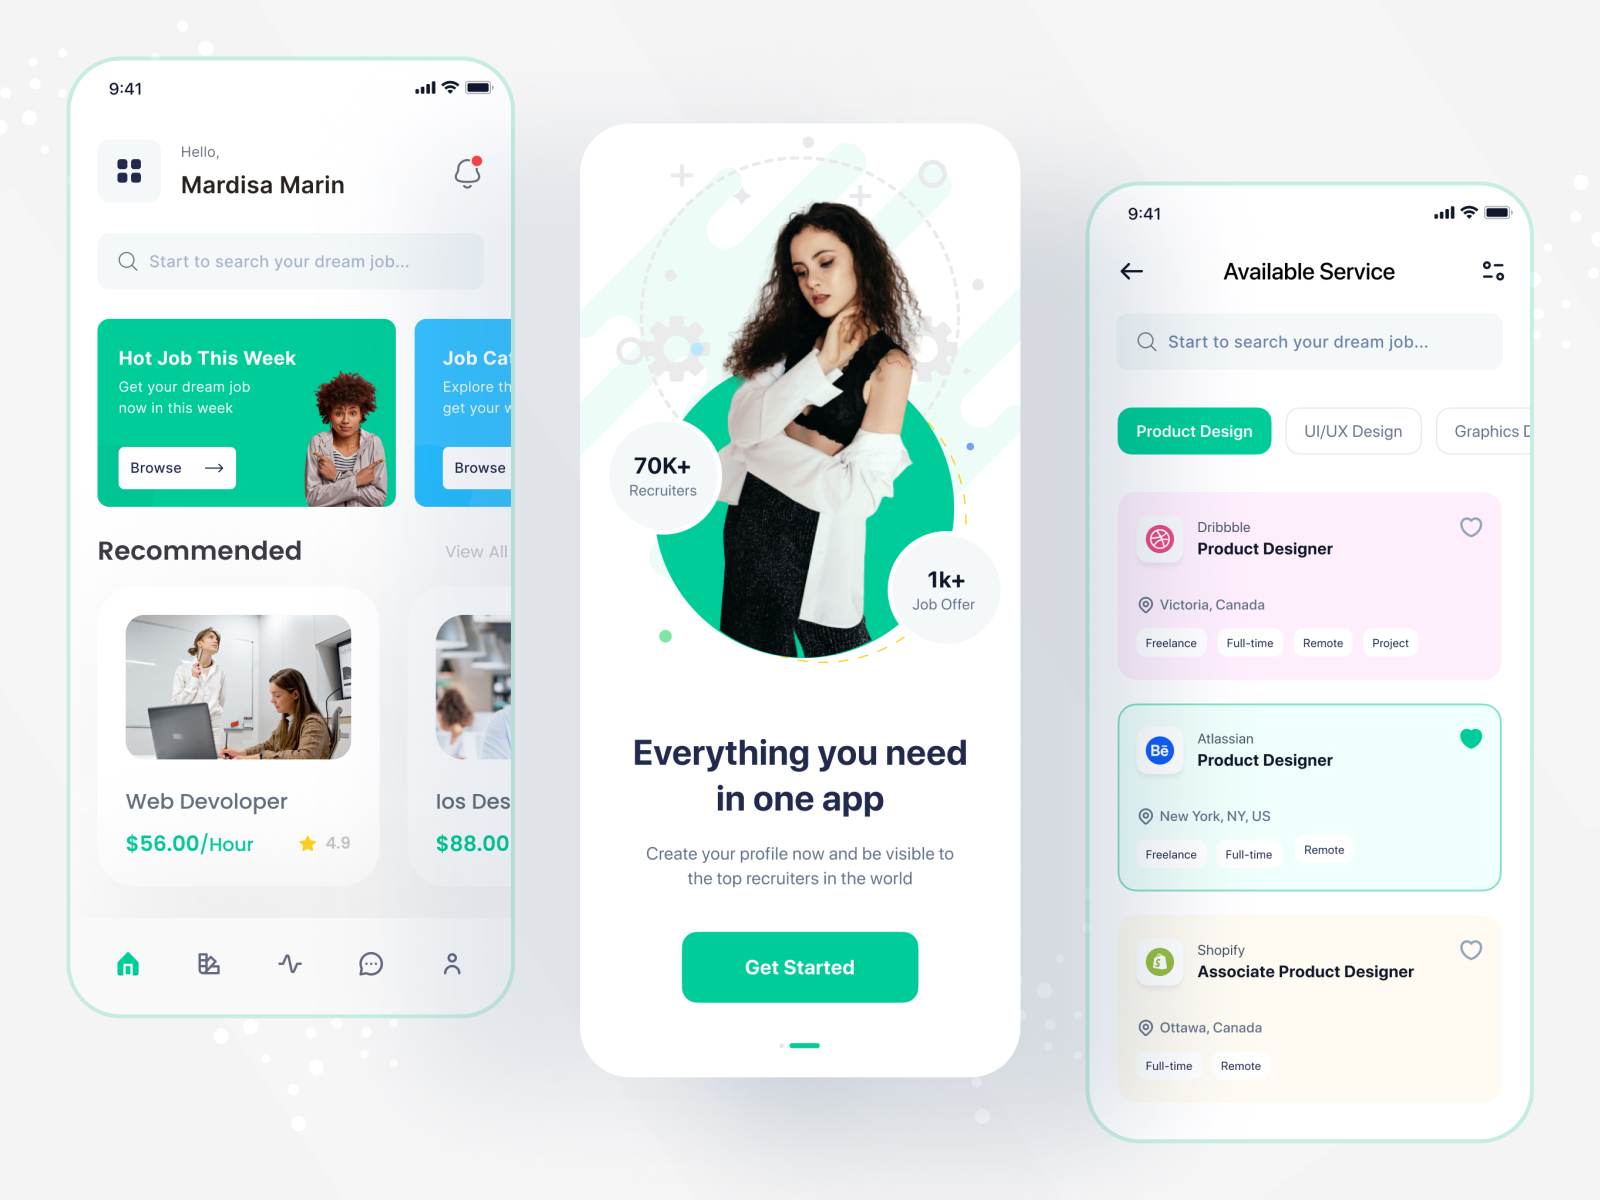 9:41
Hello,
Mardisa Marin
Start to search your dream job...
Hot Job This Week
Get your dream job
now in this week
Browse
Job Cat
Explore th
get your w
Browse
Recommended
View All
Web Devoloper
$56.00/Hour
4.9
Ios Des
$88.00
70K+
Recruiters
1k+
Job Offer
Everything you need
in one app
Create your profile now and be visible to
the top recruiters in the world
Get Started
9:41
Available Service
Start to search your dream job...
Product Design
UI/UX Design
Graphics D
Dribbble
Product Designer
Victoria, Canada
Freelance
Full-time
Remote
Project
Bē
Atlassian
Product Designer
New York, NY, US
Freelance
Full-time
Remote
Shopify
Associate Product Designer
Ottawa, Canada
Full-time
Remote